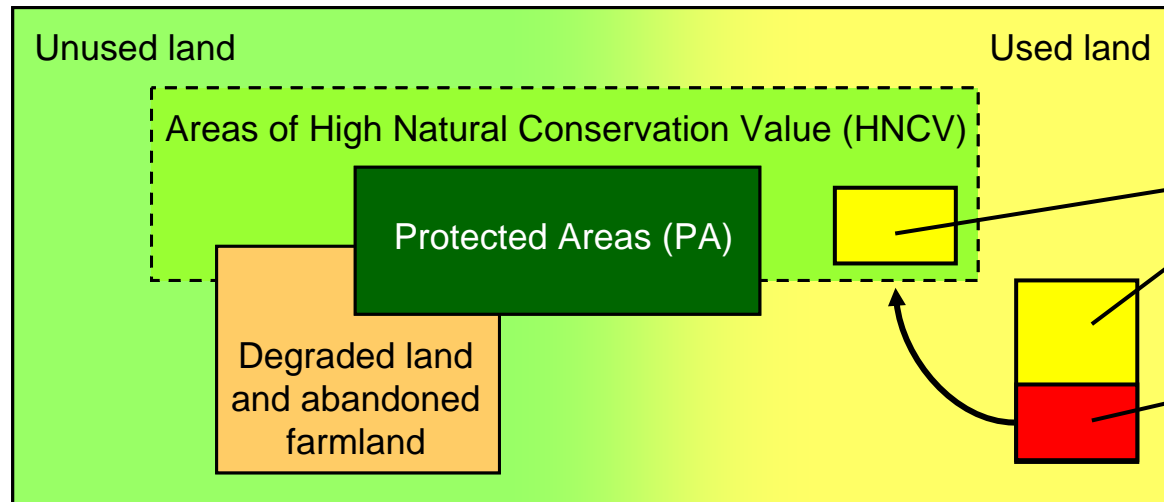 Unused land
Used land
Areas of High Natural Conservation Value (HNCV)
Protected Areas (PA)
Degraded land
and abandoned
farmland